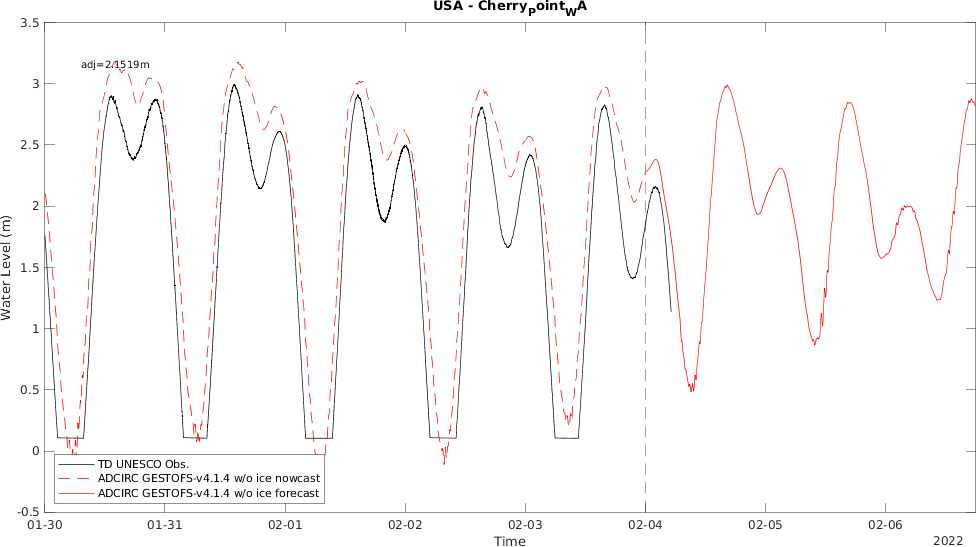 USA - CherryPointWA
adj=2.1519m
3.5
3
2.5
2
1.5
1
0.5
0
-0.5
Water Level (m)
TD UNESCO Obs.
ADCIRC GESTOFS-v4.1.4 w/o ice nowcast
ADCIRC GESTOFS-v4.1.4 w/o ice forecast
01-30 01-31 02-01 02-02 02-03 02-04 02-05 02-06
Time
2022